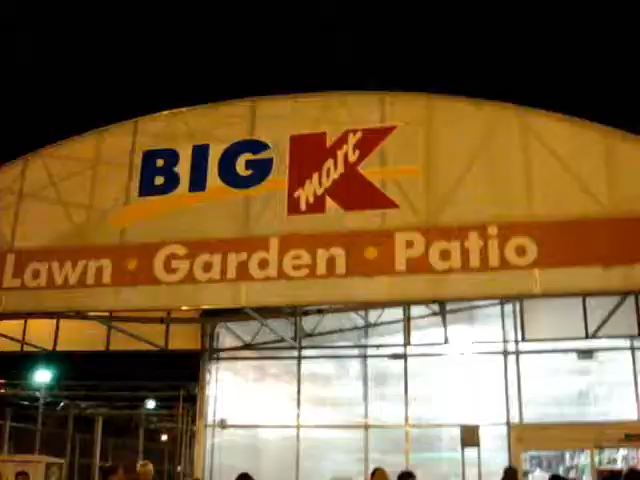 BIG K
mart
Lawn • Garden • Patio